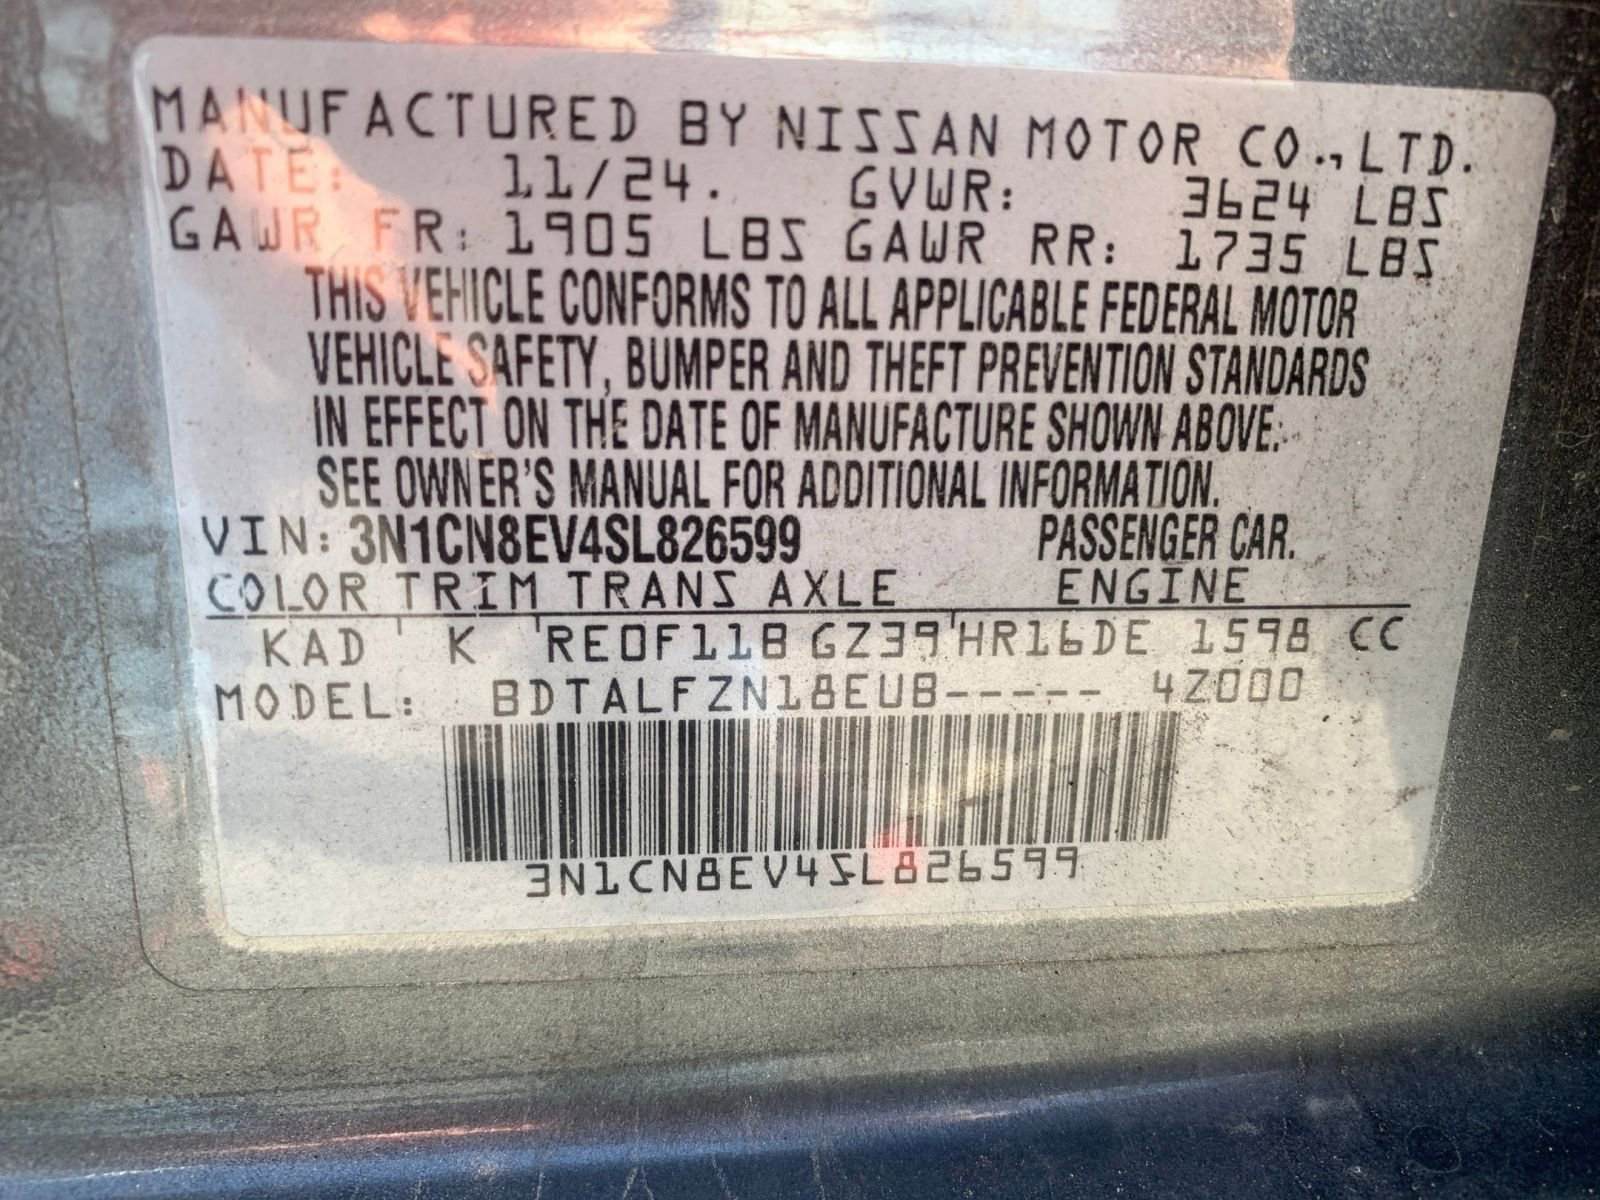 MANUFACTURED BY NISSAN MOTOR CO., LTD.
DATE: 11/24. GVWR: 3624 LBS
GAWR FR: 1905 LBS GAWR RR: 1735 LBS
THIS VEHICLE CONFORMS TO ALL APPLICABLE FEDERAL MOTOR
VEHICLE SAFETY, BUMPER AND THEFT PREVENTION STANDARDS
IN EFFECT ON THE DATE OF MANUFACTURE SHOWN ABOVE.
SEE OWNER'S MANUAL FOR ADDITIONAL INFORMATION.
VIN: 3N1CN8EV4SL826599 PASSENGER CAR.
COLOR TRIM TRANS AXLE ENGINE
KAD K RE0F11B GZ39 HR16DE 1598 CC
MODEL: BDTALFZN18EUB----- 4Z000
3N1CN8EV4SL826599